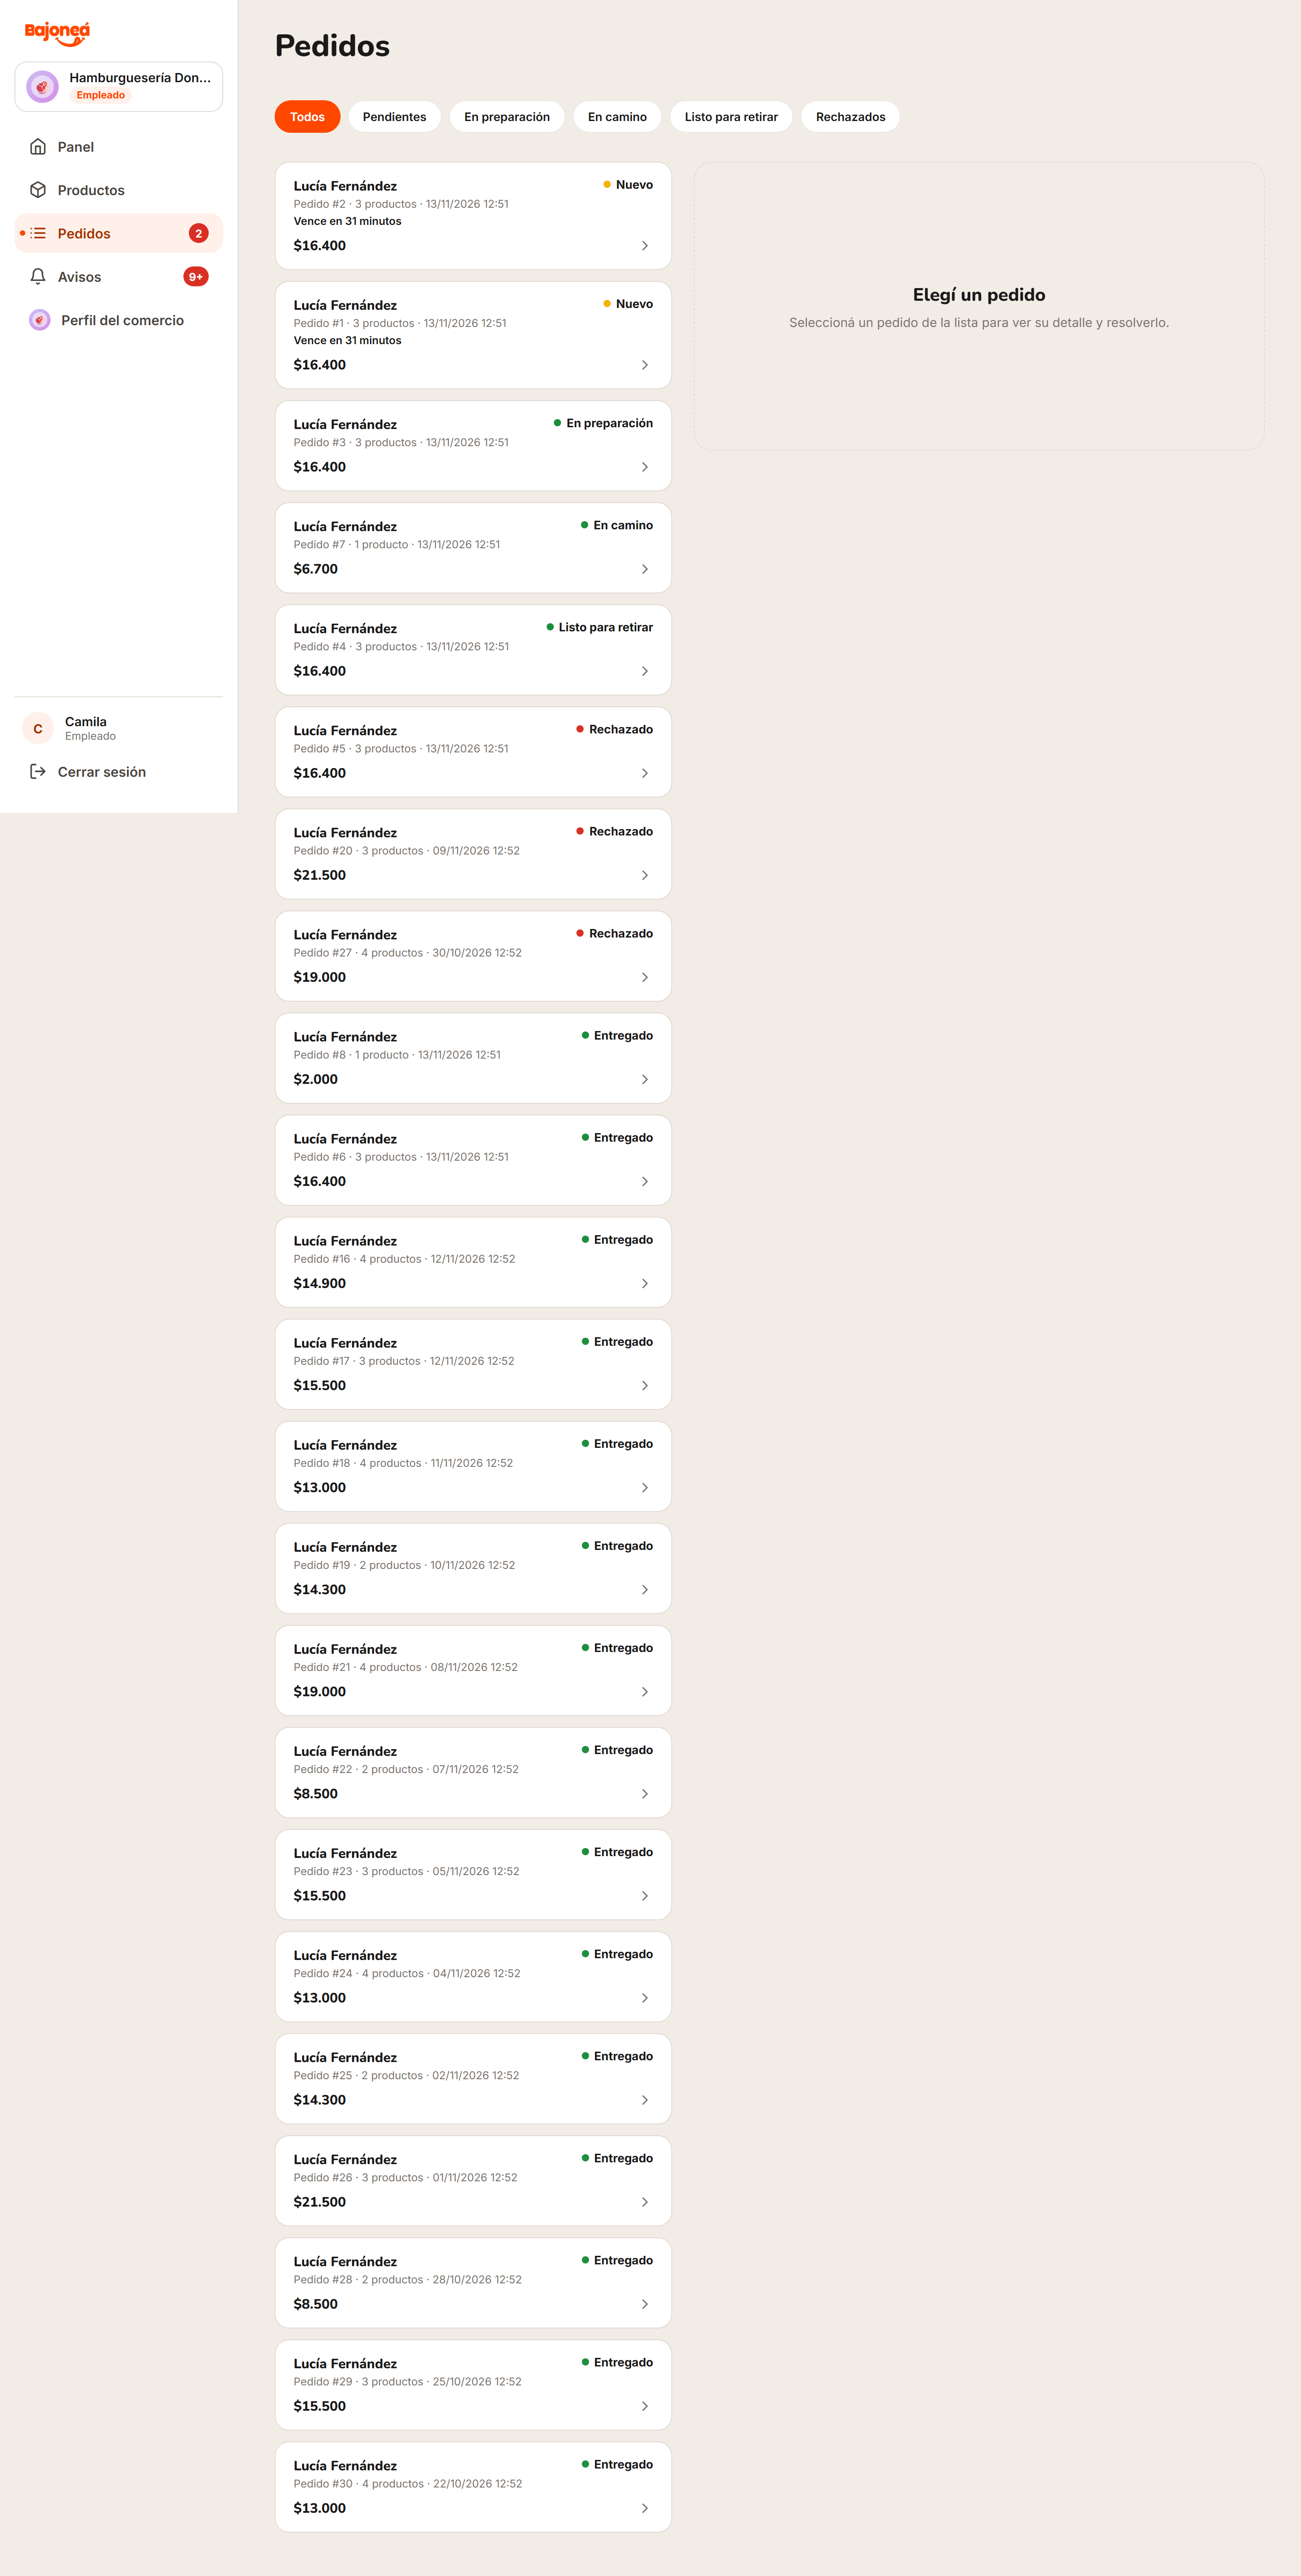 Bajoneá
Hamburguesería Don...
Empleado
Panel
Productos
Pedidos
2
Avisos
9+
Perfil del comercio
Camila
C
Empleado
Cerrar sesión
Pedidos
Todos
Pendientes
En preparación
En camino
Listo para retirar
Rechazados
Lucía Fernández
Nuevo
Pedido #2 · 3 productos · 13/11/2026 12:51
Vence en 31 minutos
$16.400
Lucía Fernández
Nuevo
Pedido #1 · 3 productos · 13/11/2026 12:51
Vence en 31 minutos
$16.400
Lucía Fernández
En preparación
Pedido #3 · 3 productos · 13/11/2026 12:51
$16.400
Lucía Fernández
En camino
Pedido #7 · 1 producto · 13/11/2026 12:51
$6.700
Lucía Fernández
Listo para retirar
Pedido #4 · 3 productos · 13/11/2026 12:51
$16.400
Lucía Fernández
Rechazado
Pedido #5 · 3 productos · 13/11/2026 12:51
$16.400
Lucía Fernández
Rechazado
Pedido #20 · 3 productos · 09/11/2026 12:52
$21.500
Lucía Fernández
Rechazado
Pedido #27 · 4 productos · 30/10/2026 12:52
$19.000
Lucía Fernández
Entregado
Pedido #8 · 1 producto · 13/11/2026 12:51
$2.000
Lucía Fernández
Entregado
Pedido #6 · 3 productos · 13/11/2026 12:51
$16.400
Lucía Fernández
Entregado
Pedido #16 · 4 productos · 12/11/2026 12:52
$14.900
Lucía Fernández
Entregado
Pedido #17 · 3 productos · 12/11/2026 12:52
$15.500
Lucía Fernández
Entregado
Pedido #18 · 4 productos · 11/11/2026 12:52
$13.000
Lucía Fernández
Entregado
Pedido #19 · 2 productos · 10/11/2026 12:52
$14.300
Lucía Fernández
Entregado
Pedido #21 · 4 productos · 08/11/2026 12:52
$19.000
Lucía Fernández
Entregado
Pedido #22 · 2 productos · 07/11/2026 12:52
$8.500
Lucía Fernández
Entregado
Pedido #23 · 3 productos · 05/11/2026 12:52
$15.500
Lucía Fernández
Entregado
Pedido #24 · 4 productos · 04/11/2026 12:52
$13.000
Lucía Fernández
Entregado
Pedido #25 · 2 productos · 02/11/2026 12:52
$14.300
Lucía Fernández
Entregado
Pedido #26 · 3 productos · 01/11/2026 12:52
$21.500
Lucía Fernández
Entregado
Pedido #28 · 2 productos · 28/10/2026 12:52
$8.500
Lucía Fernández
Entregado
Pedido #29 · 3 productos · 25/10/2026 12:52
$15.500
Lucía Fernández
Entregado
Pedido #30 · 4 productos · 22/10/2026 12:52
$13.000
Elegí un pedido
Seleccioná un pedido de la lista para ver su detalle y resolverlo.